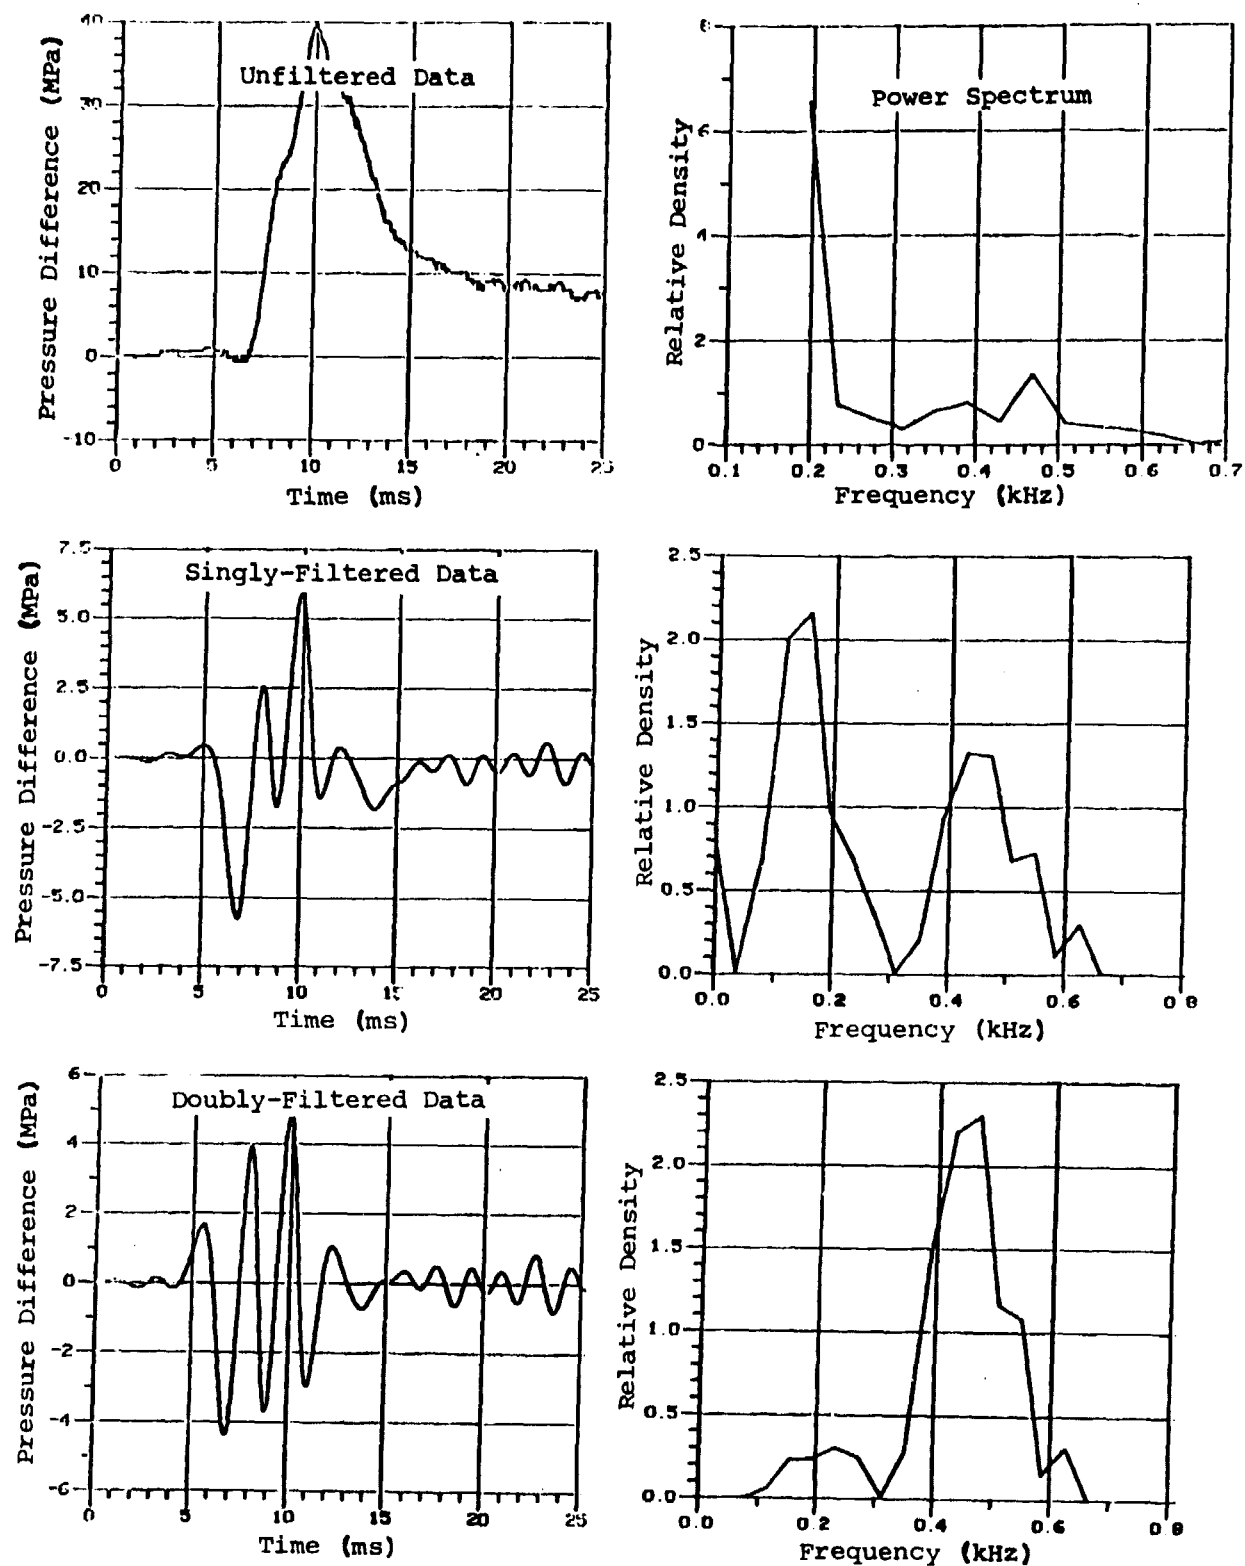 40
30
20
10
0
-10
Pressure Difference (MPa)
Unfiltered Data
0 5 10 15 20 25
Time (ms)
6
4
2
0
Relative Density
Power Spectrum
0.1 0.2 0.3 0.4 0.5 0.6 0.7
Frequency (kHz)
7.5
5.0
2.5
0.0
-2.5
-5.0
-7.5
Pressure Difference (MPa)
Singly-Filtered Data
0 5 10 15 20 25
Time (ms)
2.5
2.0
1.5
1.0
0.5
0.0
Relative Density
0.0 0.2 0.4 0.6 0.8
Frequency (kHz)
6
4
2
0
-2
-4
-6
Pressure Difference (MPa)
Doubly-Filtered Data
0 5 10 15 20 25
Time (ms)
2.5
2.0
1.5
1.0
0.5
0.0
Relative Density
0.0 0.2 0.4 0.6 0.8
Frequency (kHz)